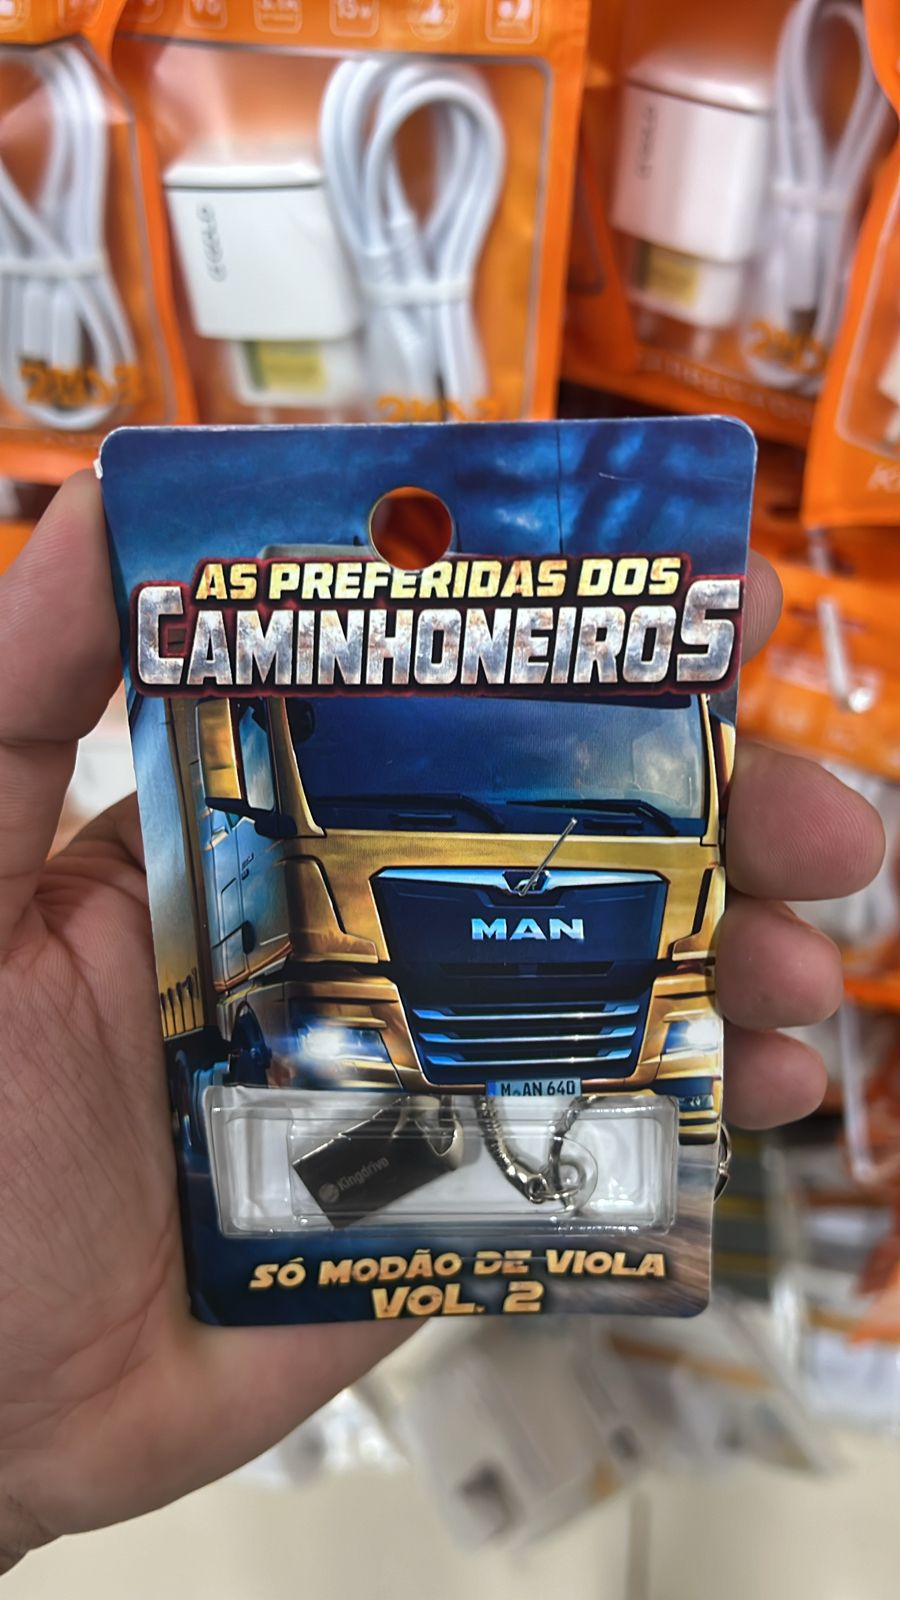 AS PREFERIDAS DOS
CAMINHONEIROS
MAN
M AN 640
Kingdrive
SÓ MODÃO DE VIOLA
VOL. 2